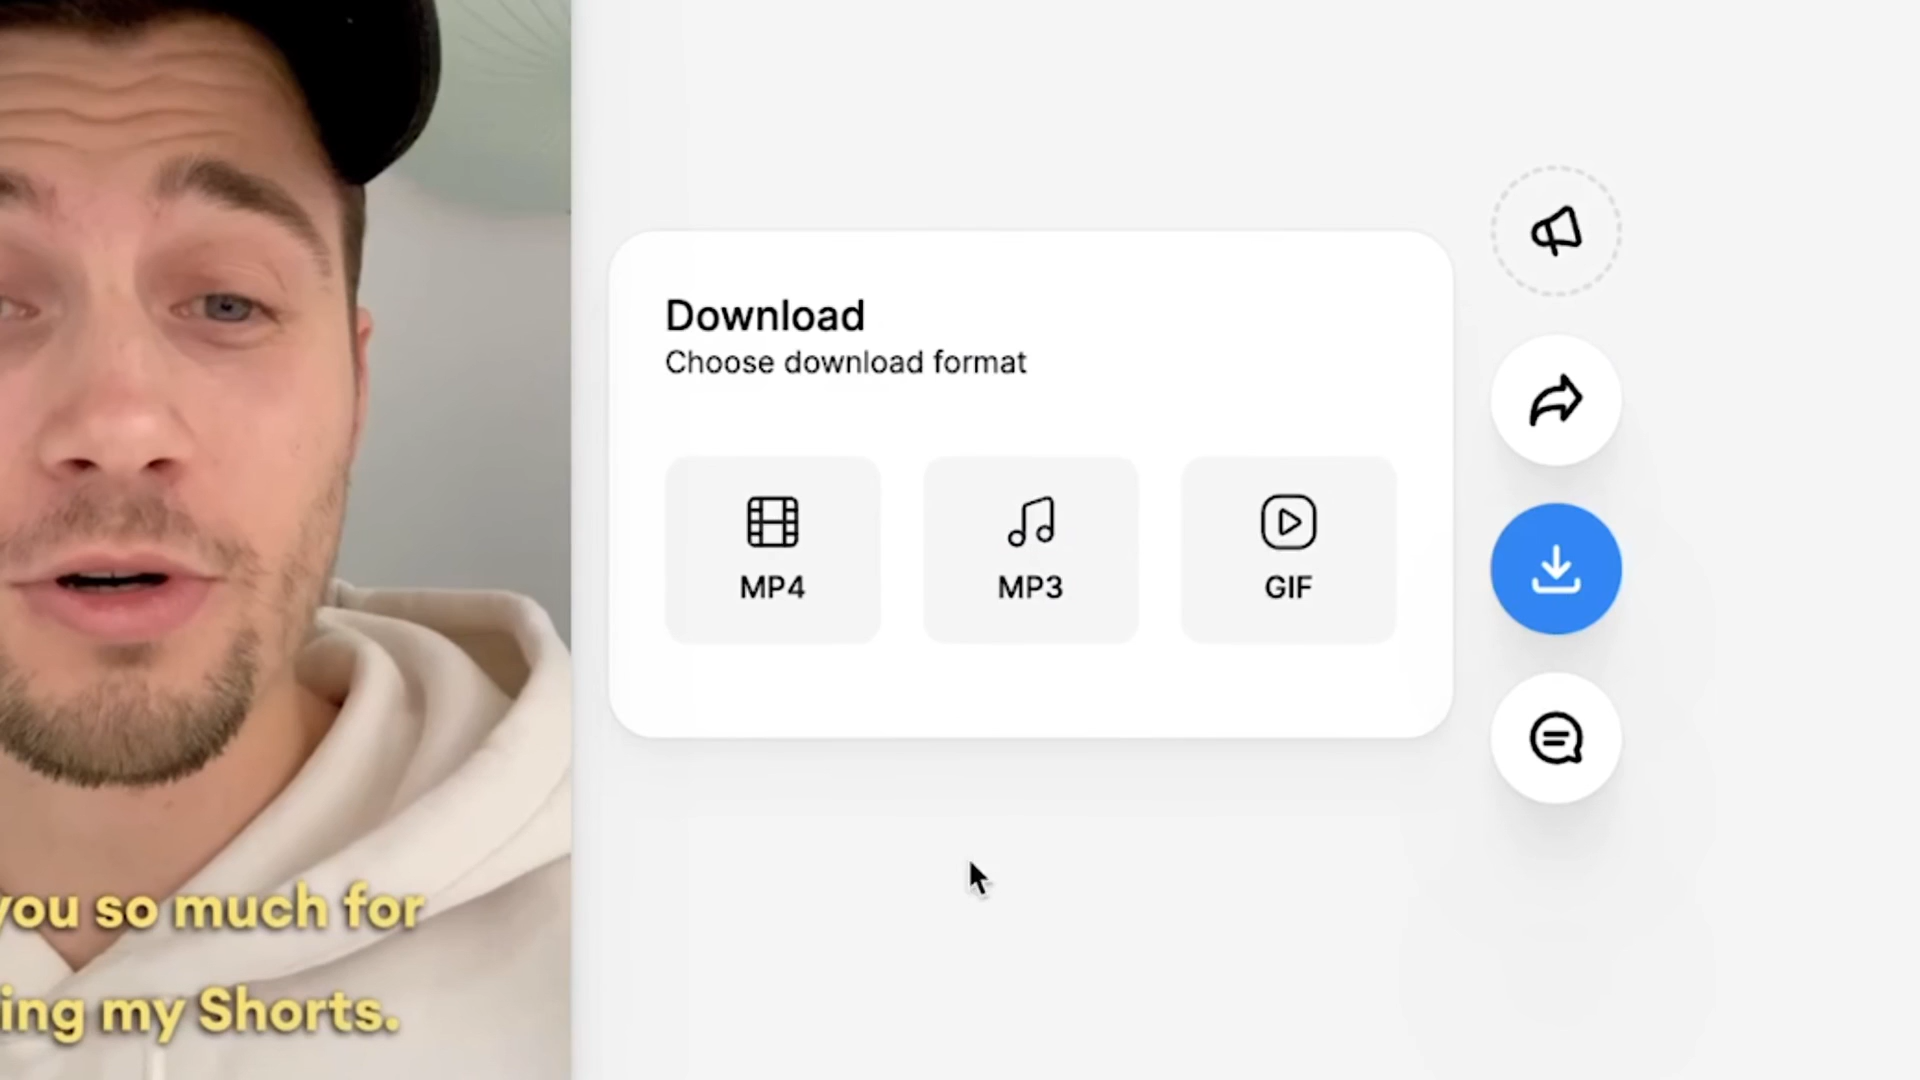 Download
Choose download format
MP4
MP3
GIF
you so much for
ing my Shorts.